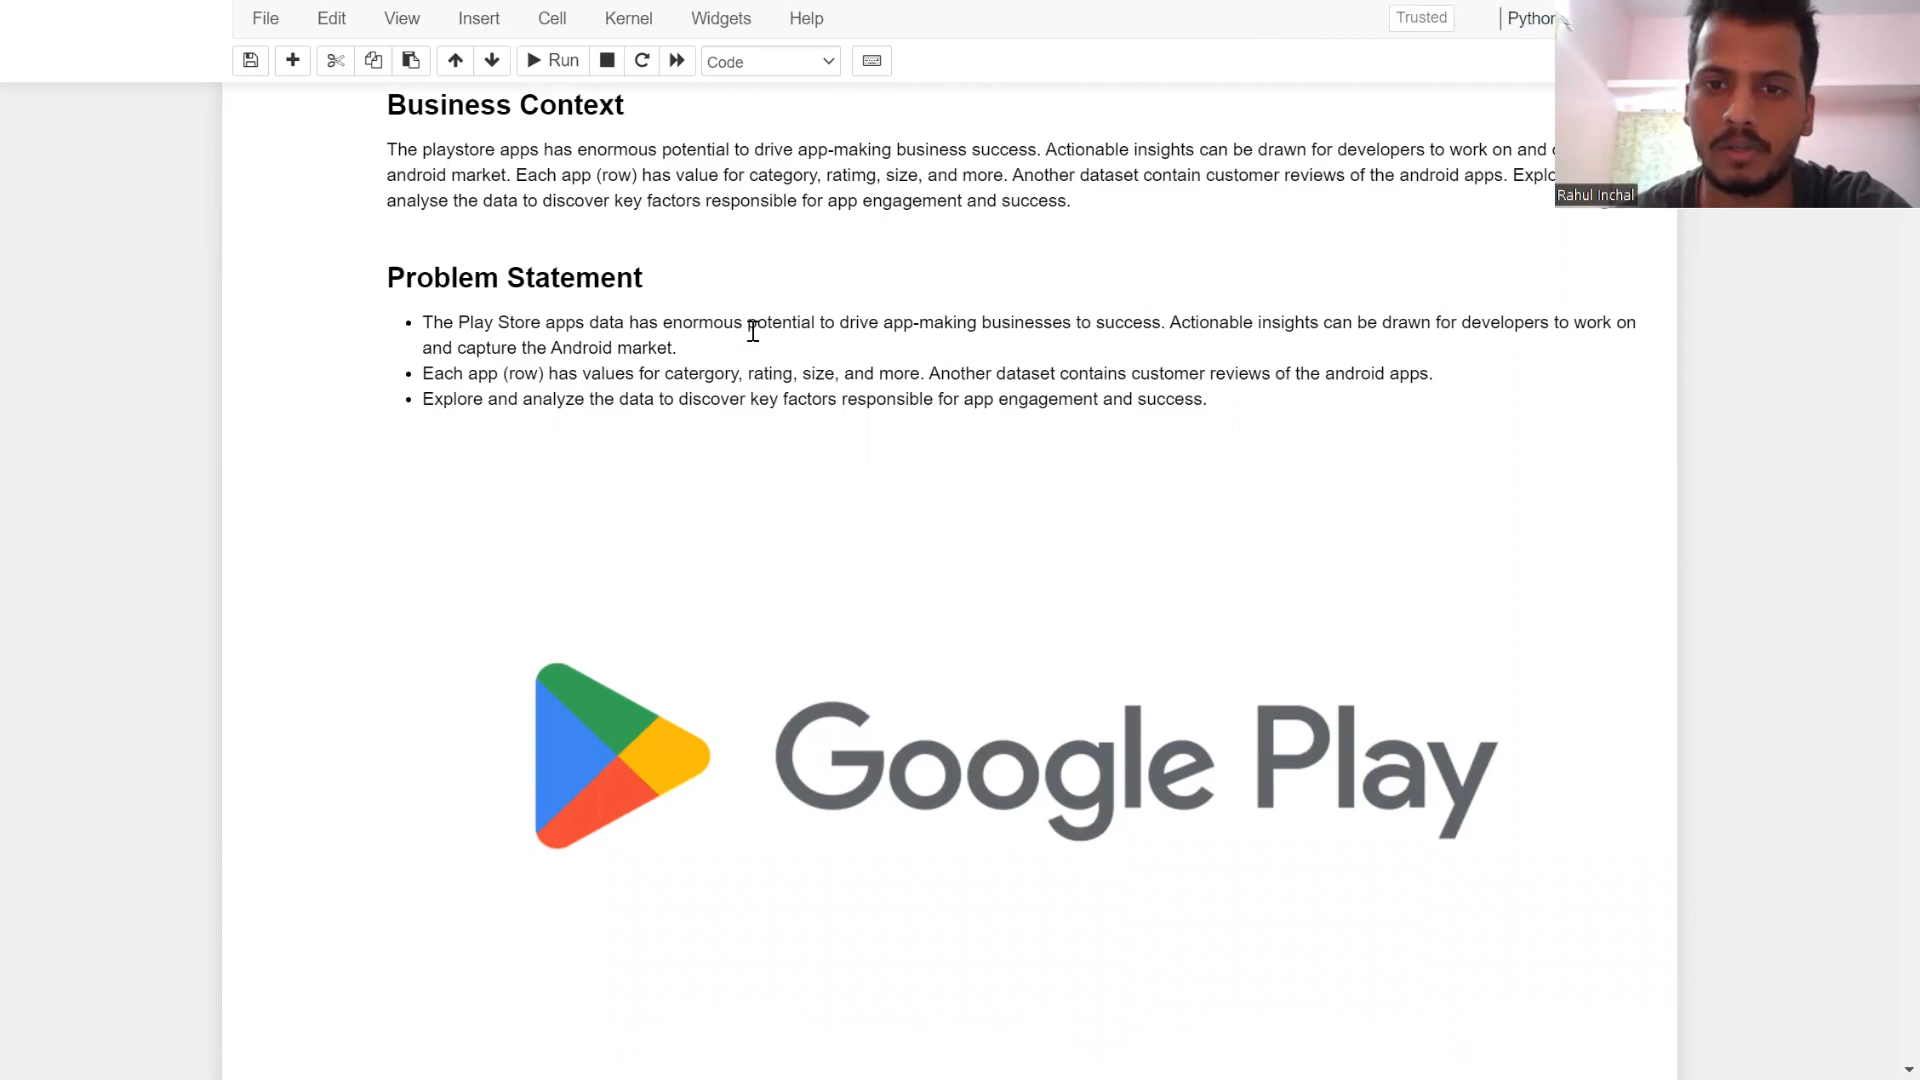 File Edit View Insert Cell Kernel Widgets Help Trusted
Run Code
Rahul Inchal
Business Context
The playstore apps has enormous potential to drive app-making business success. Actionable insights can be drawn for developers to work on and
android market. Each app (row) has value for category, ratimg, size, and more. Another dataset contain customer reviews of the android apps.
analyse the data to discover key factors responsible for app engagement and success.
Problem Statement
• The Play Store apps data has enormous potential to drive app-making businesses to success. Actionable insights can be drawn for developers to work on
and capture the Android market.
• Each app (row) has values for catergory, rating, size, and more. Another dataset contains customer reviews of the android apps.
• Explore and analyze the data to discover key factors responsible for app engagement and success.
Google Play